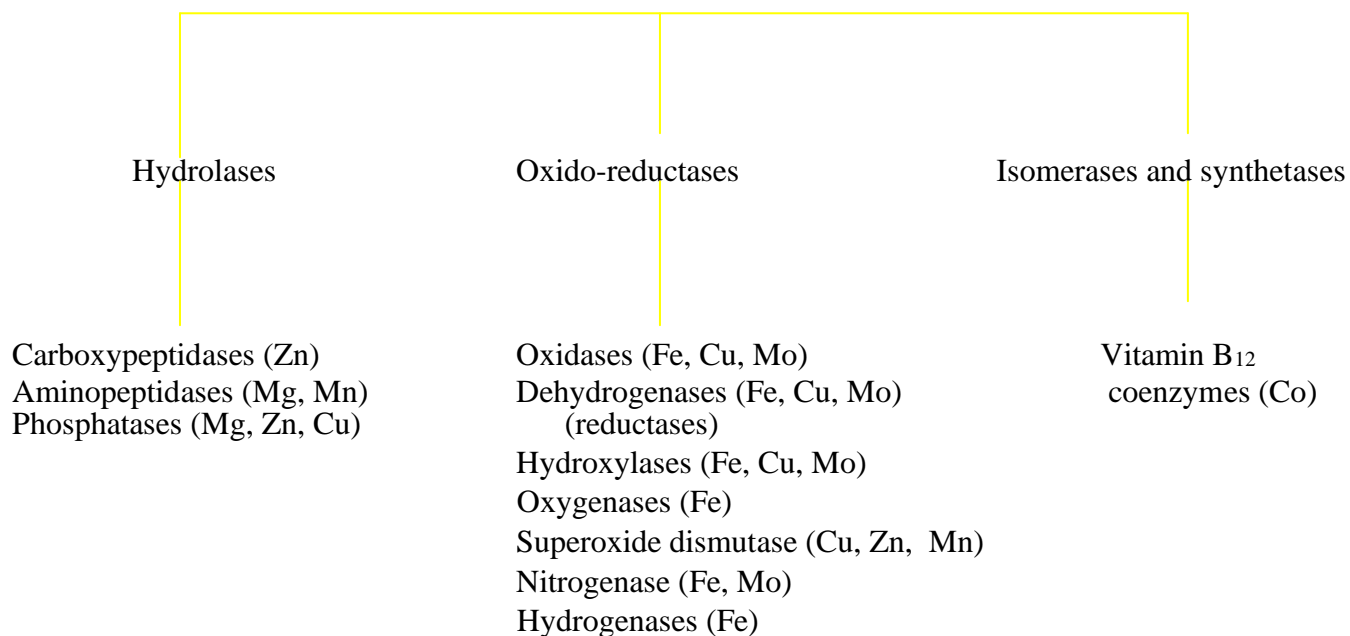 Hydrolases
Oxido-reductases
Isomerases and synthetases
Carboxypeptidases (Zn)
Aminopeptidases (Mg, Mn)
Phosphatases (Mg, Zn, Cu)
Oxidases (Fe, Cu, Mo)
Dehydrogenases (Fe, Cu, Mo)
(reductases)
Hydroxylases (Fe, Cu, Mo)
Oxygenases (Fe)
Superoxide dismutase (Cu, Zn, Mn)
Nitrogenase (Fe, Mo)
Hydrogenases (Fe)
Vitamin B₁₂
coenzymes (Co)